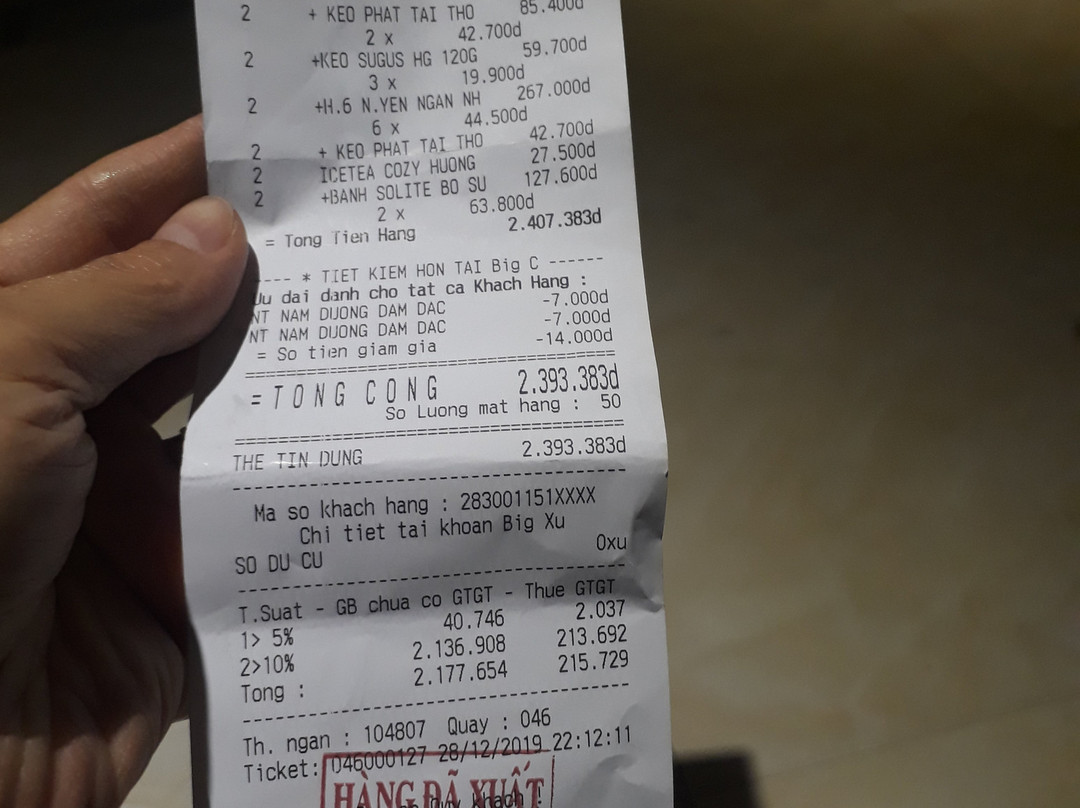 2 + KEO PHAT TAI THO 85.400d
2 x 42.700d
2 +KEO SUGUS HG 120G 59.700d
3 x 19.900d
2 +H.6 N.YEN NGAN NH 267.000d
6 x 44.500d
2 + KEO PHAT TAI THO 42.700d
2 ICETEA COZY HUONG 27.500d
2 +BANH SOLITE BO SU 127.600d
2 x 63.800d
= Tong Tien Hang 2.407.383d
---- * TIET KIEM HON TAI Big C ------
Uu dai danh cho tat ca Khach Hang :
NT NAM DUONG DAM DAC -7.000d
NT NAM DUONG DAM DAC -7.000d
= So tien giam gia -14.000d
=TONG CONG 2.393.383d
So Luong mat hang : 50
THE TIN DUNG 2.393.383d
Ma so khach hang : 283001151XXXX
Chi tiet tai khoan Big Xu
SO DU CU 0xu
T.Suat - GB chua co GTGT - Thue GTGT
1> 5% 40.746 2.037
2>10% 2.136.908 213.692
Tong : 2.177.654 215.729
Th. ngan : 104807 Quay : 046
Ticket: 046000127 28/12/2019 22:12:11
HÀNG ĐÃ XUẤT
khach !